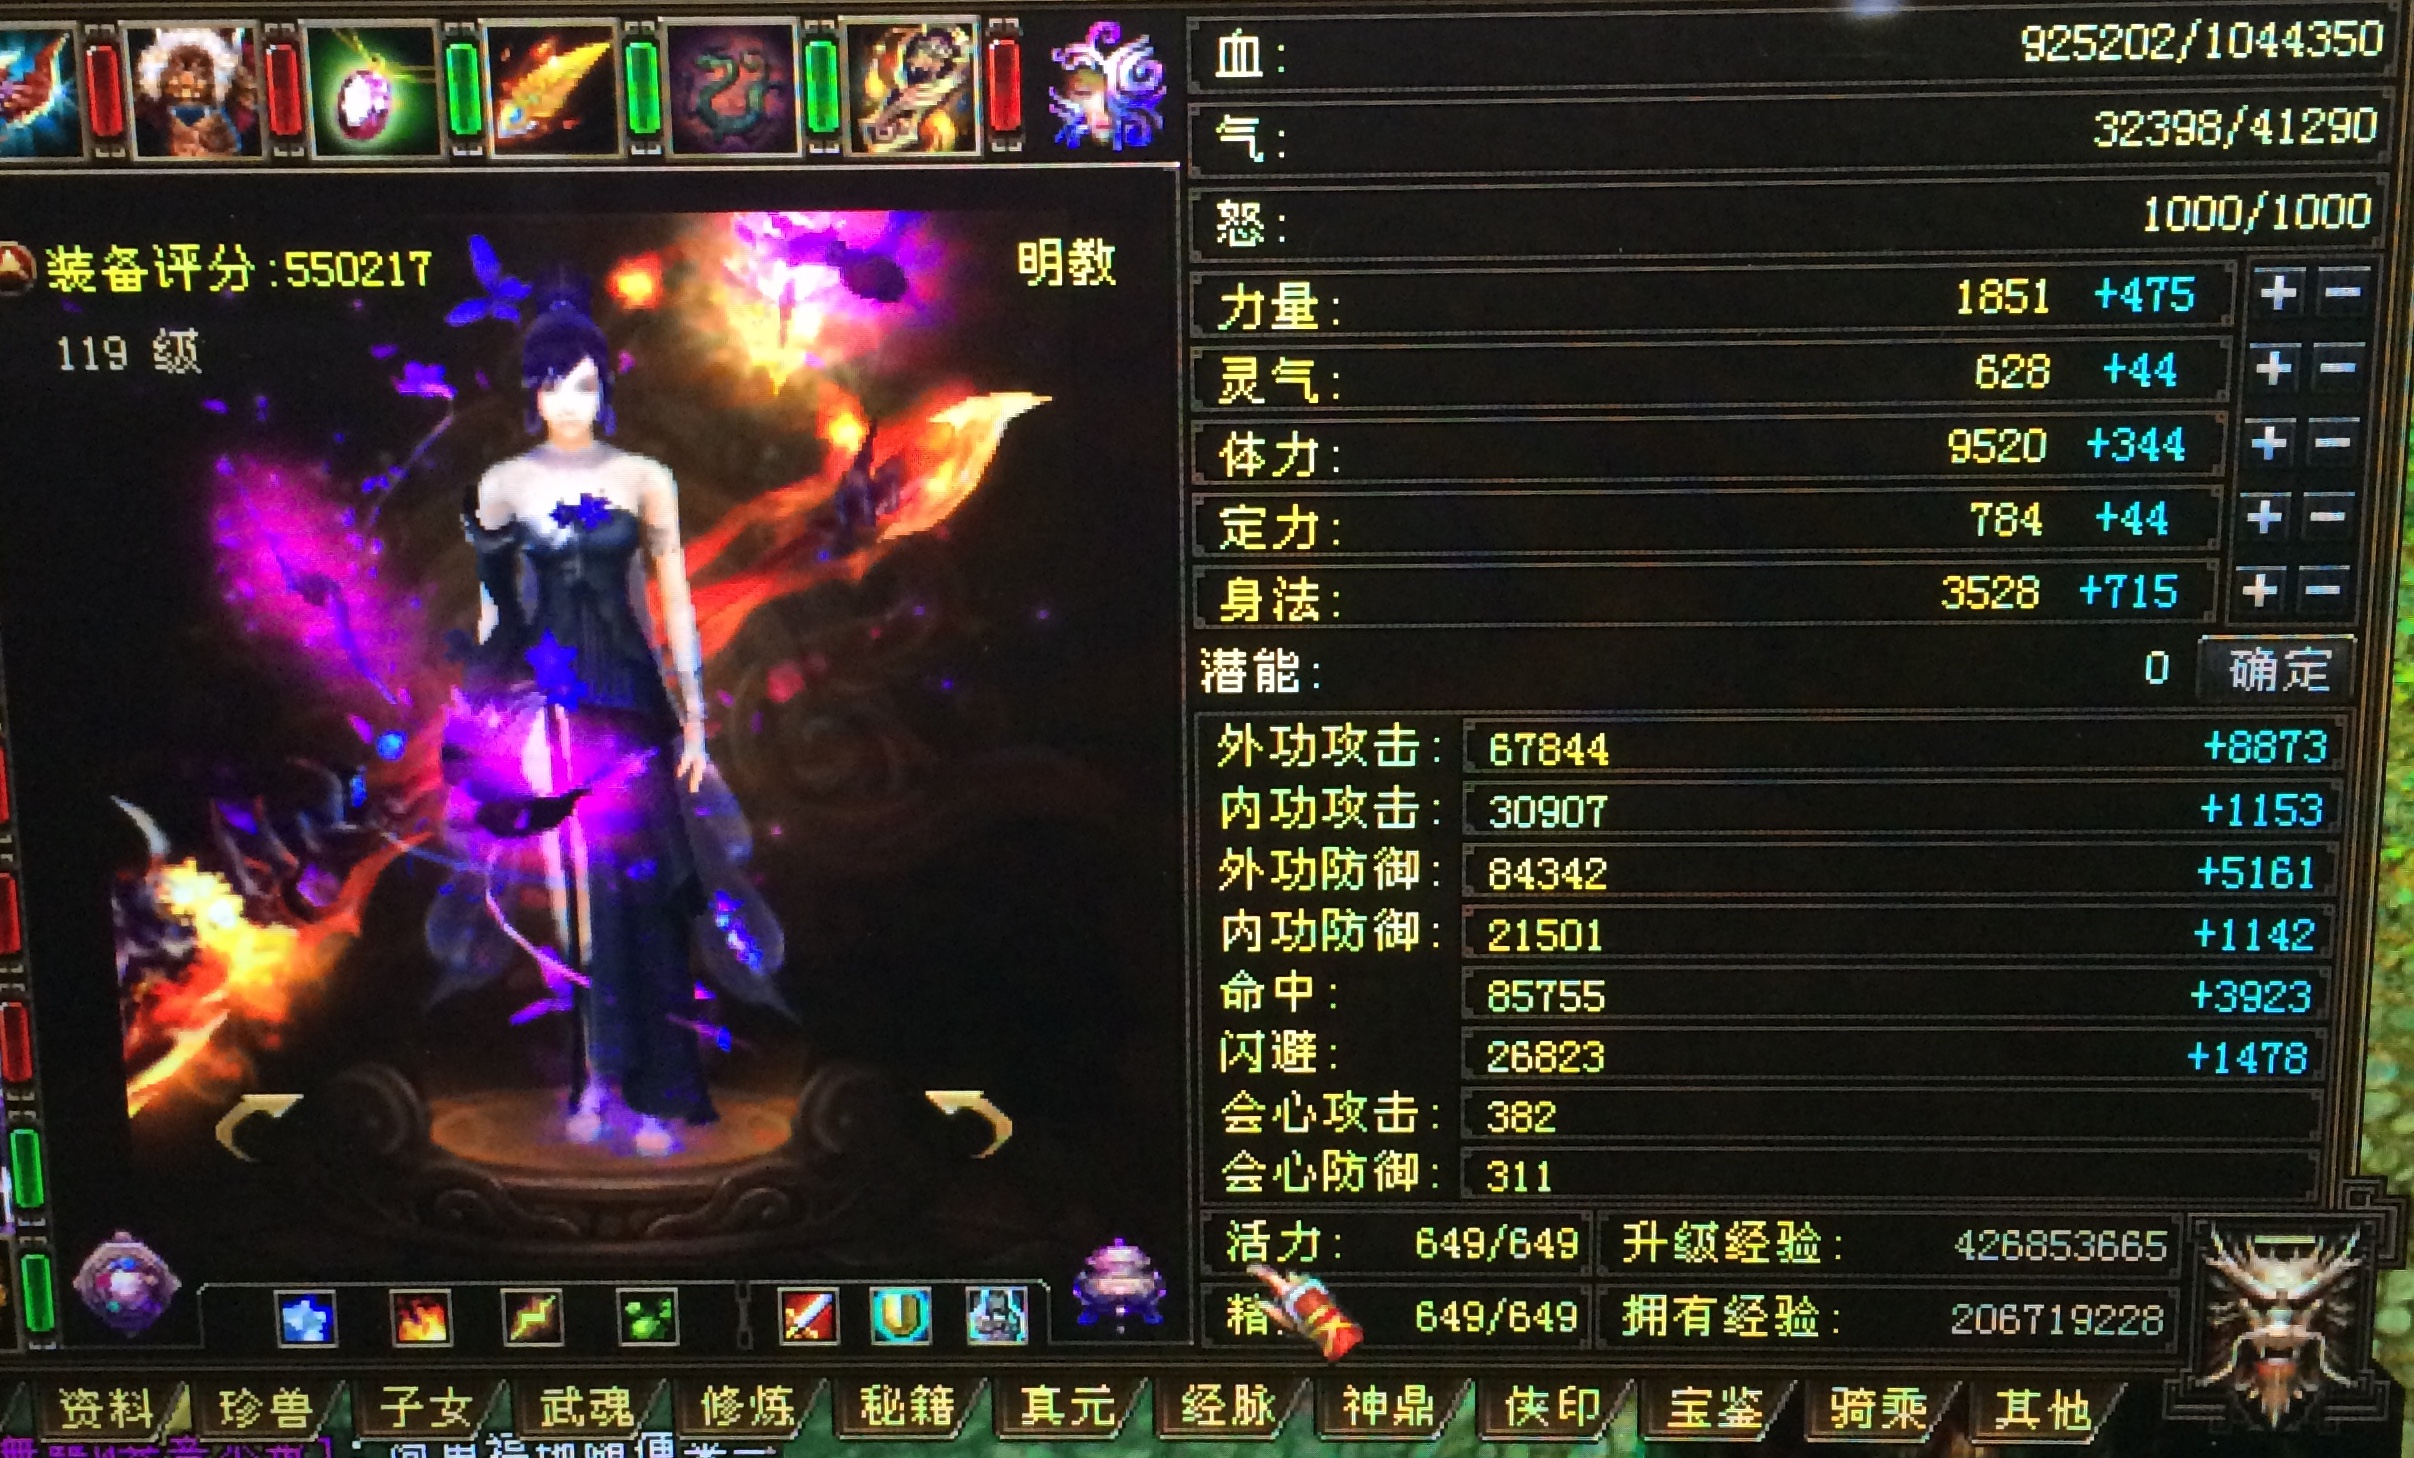 装备评分:550217
明教
119 级
血: 925202/1044350
气: 32398/41290
怒: 1000/1000
力量: 1851 +475
灵气: 628 +44
体力: 9520 +344
定力: 784 +44
身法: 3528 +715
潜能: 0 确定
外功攻击: 67844 +8873
内功攻击: 30907 +1153
外功防御: 84342 +5161
内功防御: 21501 +1142
命中: 85755 +3923
闪避: 26823 +1478
会心攻击: 382
会心防御: 311
活力: 649/649 升级经验: 426853665
精 649/649 拥有经验: 206719228
资料 珍兽 子女 武魂 修炼 秘籍 真元 经脉 神鼎 侠印 宝鉴 骑乘 其他